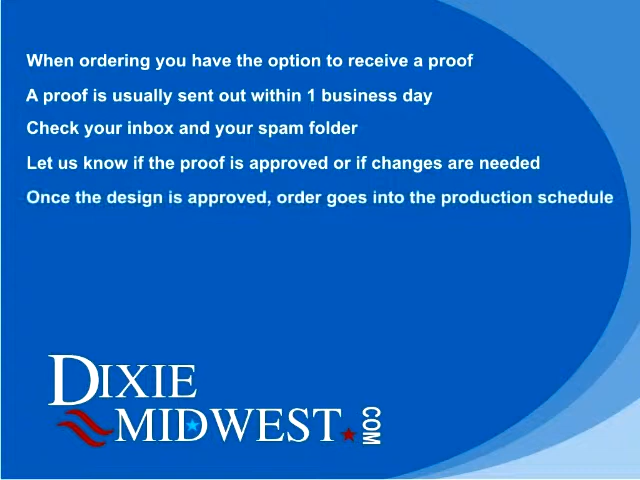 When ordering you have the option to receive a proof
A proof is usually sent out within 1 business day
Check your inbox and your spam folder
Let us know if the proof is approved or if changes are needed
Once the design is approved, order goes into the production schedule
DIXIE
MIDWEST.COM